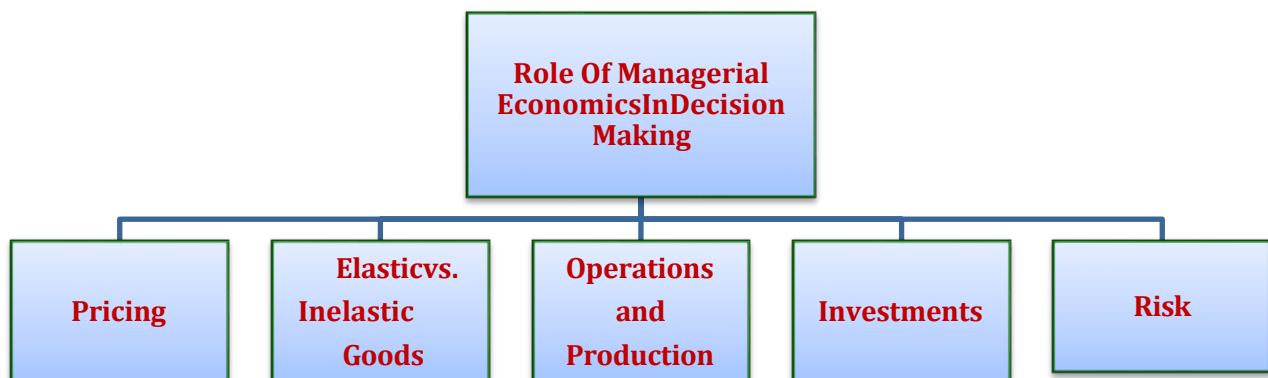 Role Of Managerial
EconomicsInDecision
Making
Pricing
Elasticvs.
Inelastic
Goods
Operations
and
Production
Investments
Risk